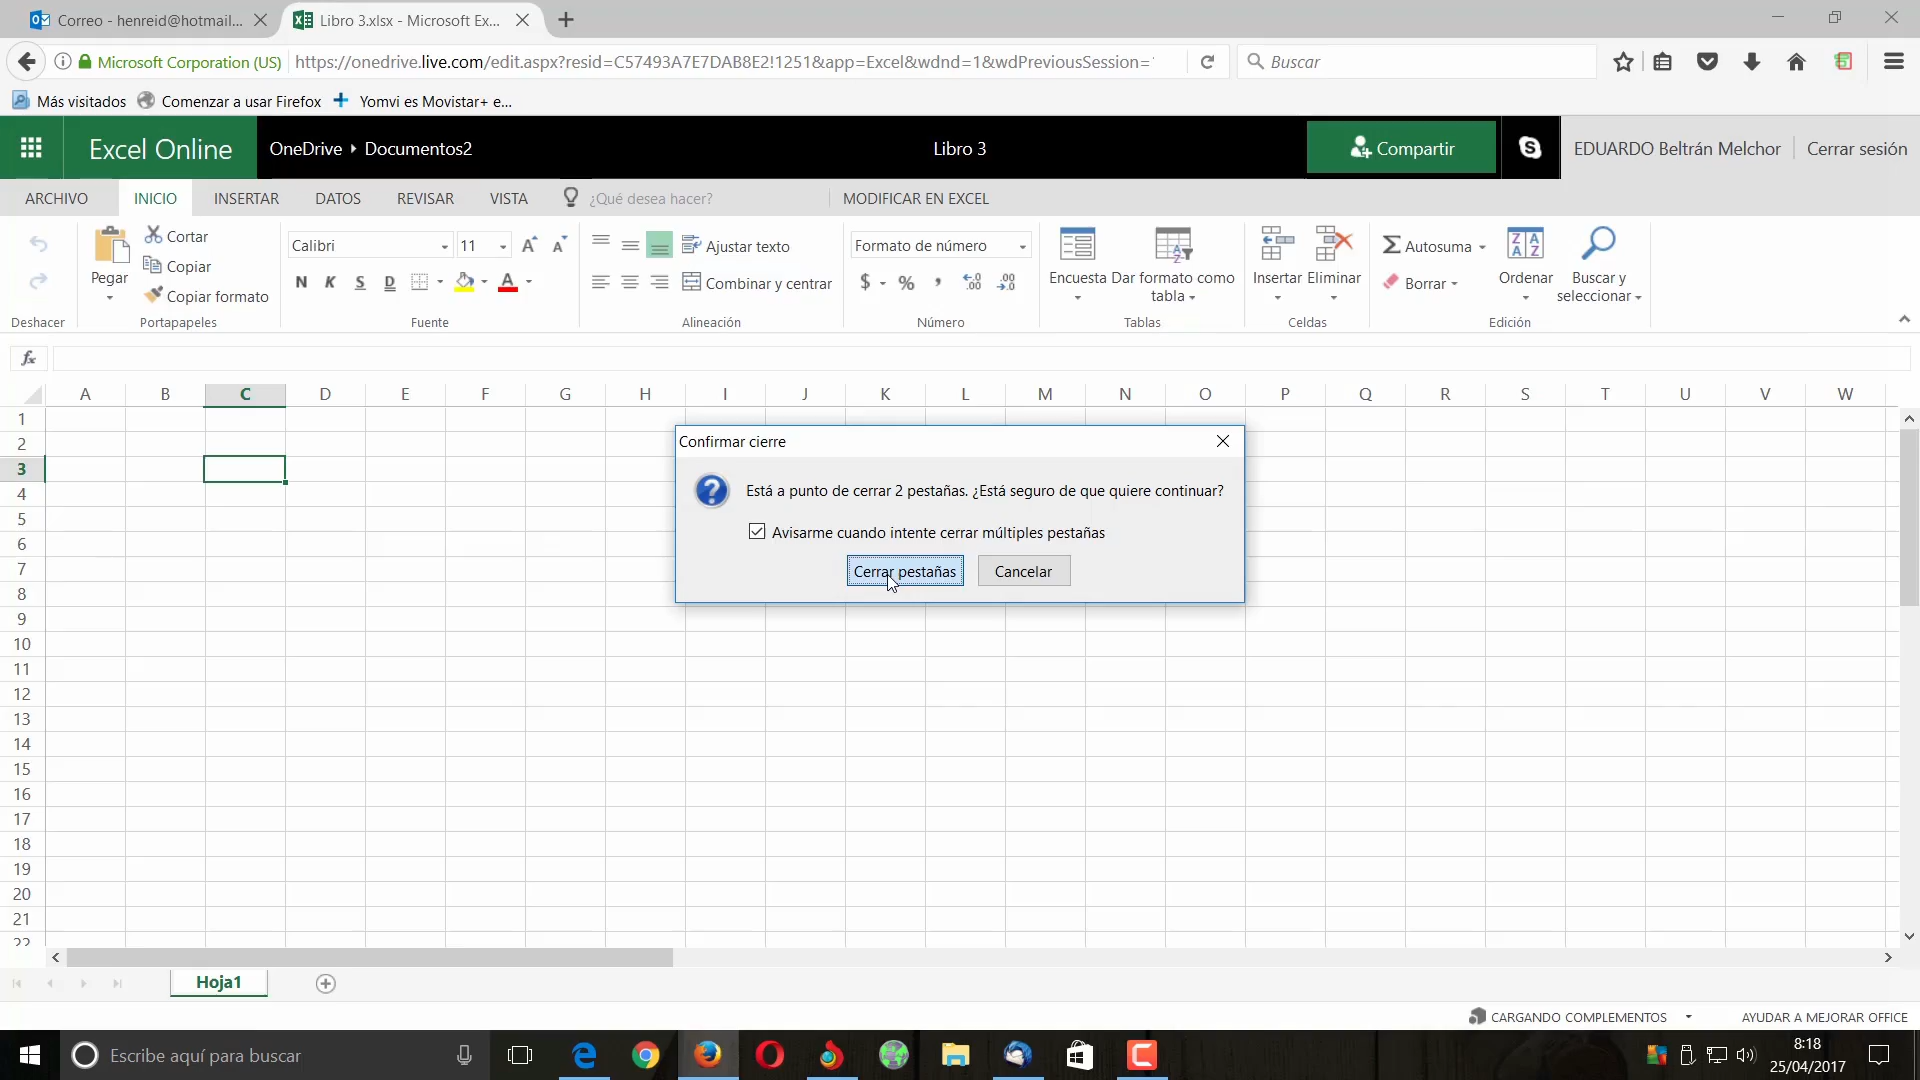 Correo - henreid@hotmail...
Libro 3.xlsx - Microsoft Ex...
Microsoft Corporation (US)
https://onedrive.live.com/edit.aspx?resid=C57493A7E7DAB8E2!1251&app=Excel&wdnd=1&wdPreviousSession=
Buscar
Más visitados
Comenzar a usar Firefox
Yomvi es Movistar+ e...
Excel Online
OneDrive
Documentos2
Libro 3
Compartir
EDUARDO Beltrán Melchor
Cerrar sesión
ARCHIVO
INICIO
INSERTAR
DATOS
REVISAR
VISTA
¿Qué desea hacer?
MODIFICAR EN EXCEL
Pegar
Cortar
Copiar
Copiar formato
Calibri
11
N K S D
Ajustar texto
Combinar y centrar
Formato de número
Encuesta
Dar formato como
tabla
Insertar
Eliminar
Autosuma
Borrar
Ordenar
Buscar y
seleccionar
Deshacer
Portapapeles
Fuente
Alineación
Número
Tablas
Celdas
Edición
fx
A B C D E F G H I J K L M N O P Q R S T U V W
1
2
3
4
5
6
7
8
9
10
11
12
13
14
15
16
17
18
19
20
21
22
Confirmar cierre
Está a punto de cerrar 2 pestañas. ¿Está seguro de que quiere continuar?
Avisarme cuando intente cerrar múltiples pestañas
Cerrar pestañas
Cancelar
Hoja1
CARGANDO COMPLEMENTOS
AYUDAR A MEJORAR OFFICE
Escribe aquí para buscar
8:18
25/04/2017